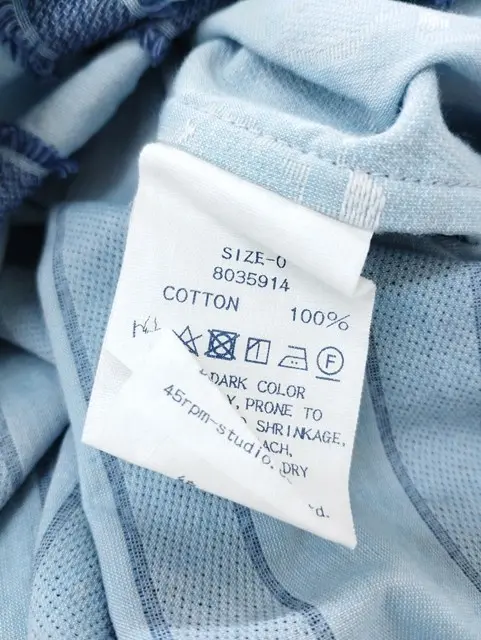 SIZE-0
8035914
COTTON 100%
F
DARK COLOR
Y, PRONE TO
SHRINKAGE,
ACH,
DRY
45rpm-studio.
d.